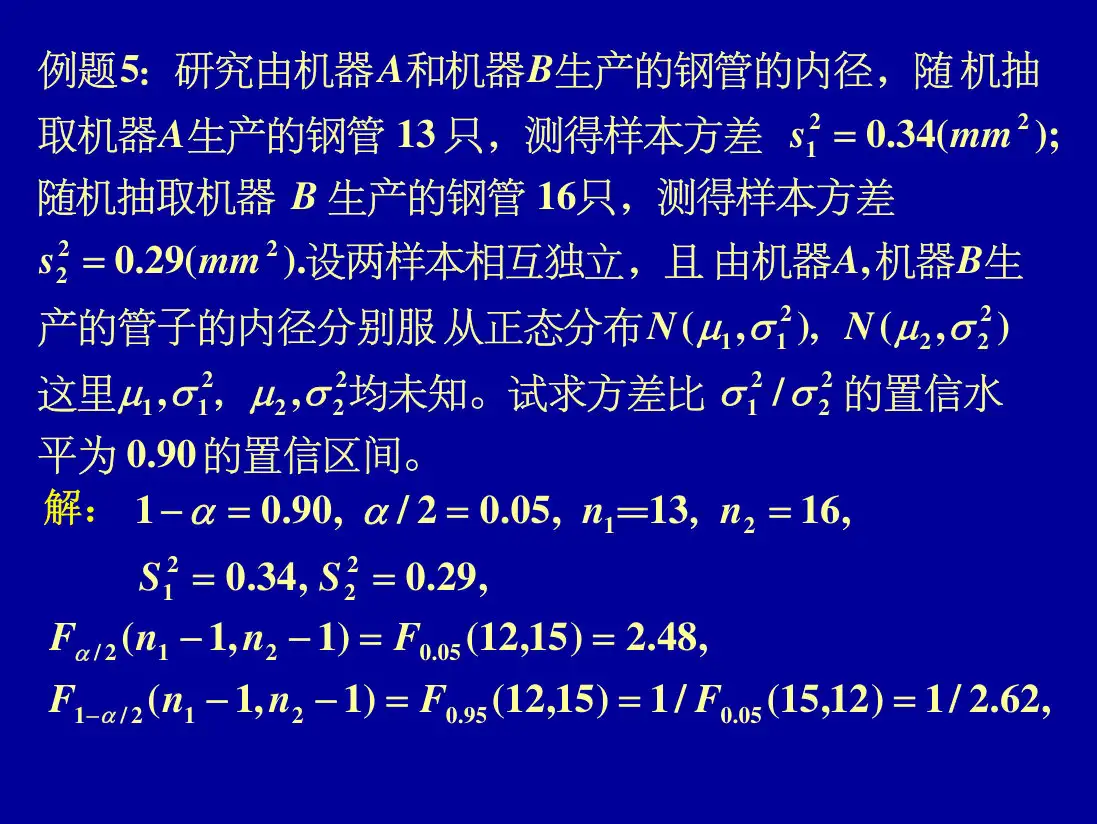 例题5：研究由机器A和机器B生产的钢管的内径，随 机抽
取机器A生产的钢管 13 只，测得样本方差 s₁² = 0.34(mm²);
随机抽取机器 B 生产的钢管 16只，测得样本方差
s₂² = 0.29(mm²).设两样本相互独立，且 由机器A,机器B生
产的管子的内径分别服 从正态分布N(μ₁,σ₁²), N(μ₂,σ₂²)
这里μ₁,σ₁², μ₂,σ₂²均未知。试求方差比 σ₁² / σ₂² 的置信水
平为 0.90 的置信区间。
解： 1−α = 0.90, α / 2 = 0.05, n₁=13, n₂ = 16,
S₁² = 0.34, S₂² = 0.29,
F_{α/2}(n₁ − 1, n₂ − 1) = F_{0.05}(12,15) = 2.48,
F_{1−α/2}(n₁ − 1, n₂ − 1) = F_{0.95}(12,15) = 1 / F_{0.05}(15,12) = 1 / 2.62,